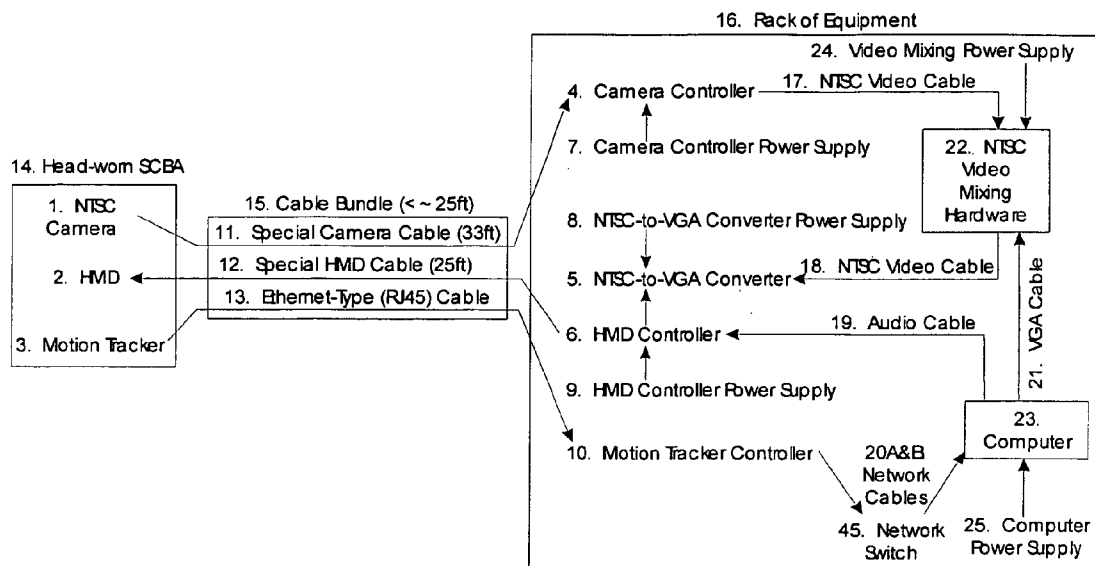 16. Rack of Equipment
24. Video Mixing Power Supply
17. NTSC Video Cable
4. Camera Controller
7. Camera Controller Power Supply
22. NTSC
Video
Mixing
Hardware
14. Head-worn SCBA
1. NTSC
Camera
2. HMD
3. Motion Tracker
15. Cable Bundle (< ~ 25ft)
11. Special Camera Cable (33ft)
12. Special HMD Cable (25ft)
13. Ethernet-Type (RJ45) Cable
8. NTSC-to-VGA Converter Power Supply
5. NTSC-to-VGA Converter
18. NTSC Video Cable
6. HMD Controller
19. Audio Cable
21. VGA Cable
9. HMD Controller Power Supply
23.
Computer
10. Motion Tracker Controller
20A&B
Network
Cables
45. Network
Switch
25. Computer
Power Supply